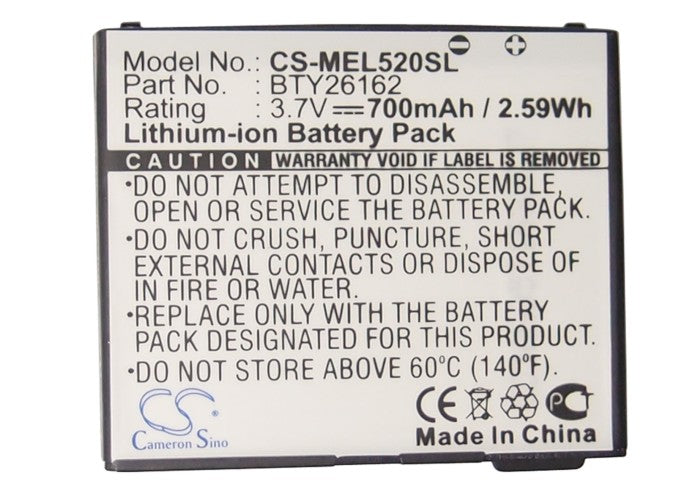 Model No.: CS-MEL520SL
Part No. : BTY26162
Rating : 3.7V⎓700mAh / 2.59Wh
Lithium-ion Battery Pack
CAUTION WARRANTY VOID IF LABEL IS REMOVED
•DO NOT ATTEMPT TO DISASSEMBLE,
OPEN OR SERVICE THE BATTERY PACK.
•DO NOT CRUSH, PUNCTURE, SHORT
EXTERNAL CONTACTS OR DISPOSE OF
IN FIRE OR WATER.
•REPLACE ONLY WITH THE BATTERY
PACK DESIGNATED FOR THIS PRODUCT.
•DO NOT STORE ABOVE 60°C (140°F).
CS®
Cameron Sino
CE PCT
Made In China